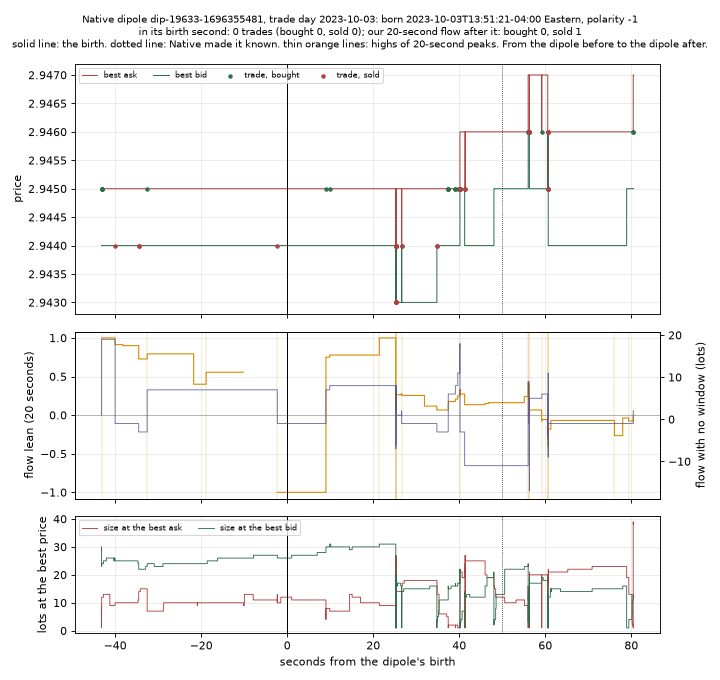 Native dipole dip-19633-1696355481, trade day 2023-10-03: born 2023-10-03T13:51:21-04:00 Eastern, polarity -1
in its birth second: 0 trades (bought 0, sold 0); our 20-second flow after it: bought 0, sold 1
solid line: the birth. dotted line: Native made it known. thin orange lines: highs of 20-second peaks. From the dipole before to the dipole after.
best ask
best bid
trade, bought
trade, sold
2.9470
2.9465
2.9460
2.9455
2.9450
2.9445
2.9440
2.9435
2.9430
price
1.0
0.5
0.0
−0.5
−1.0
flow lean (20 seconds)
20
10
0
−10
flow with no window (lots)
size at the best ask
size at the best bid
40
30
20
10
0
lots at the best price
−40
−20
0
20
40
60
80
seconds from the dipole's birth